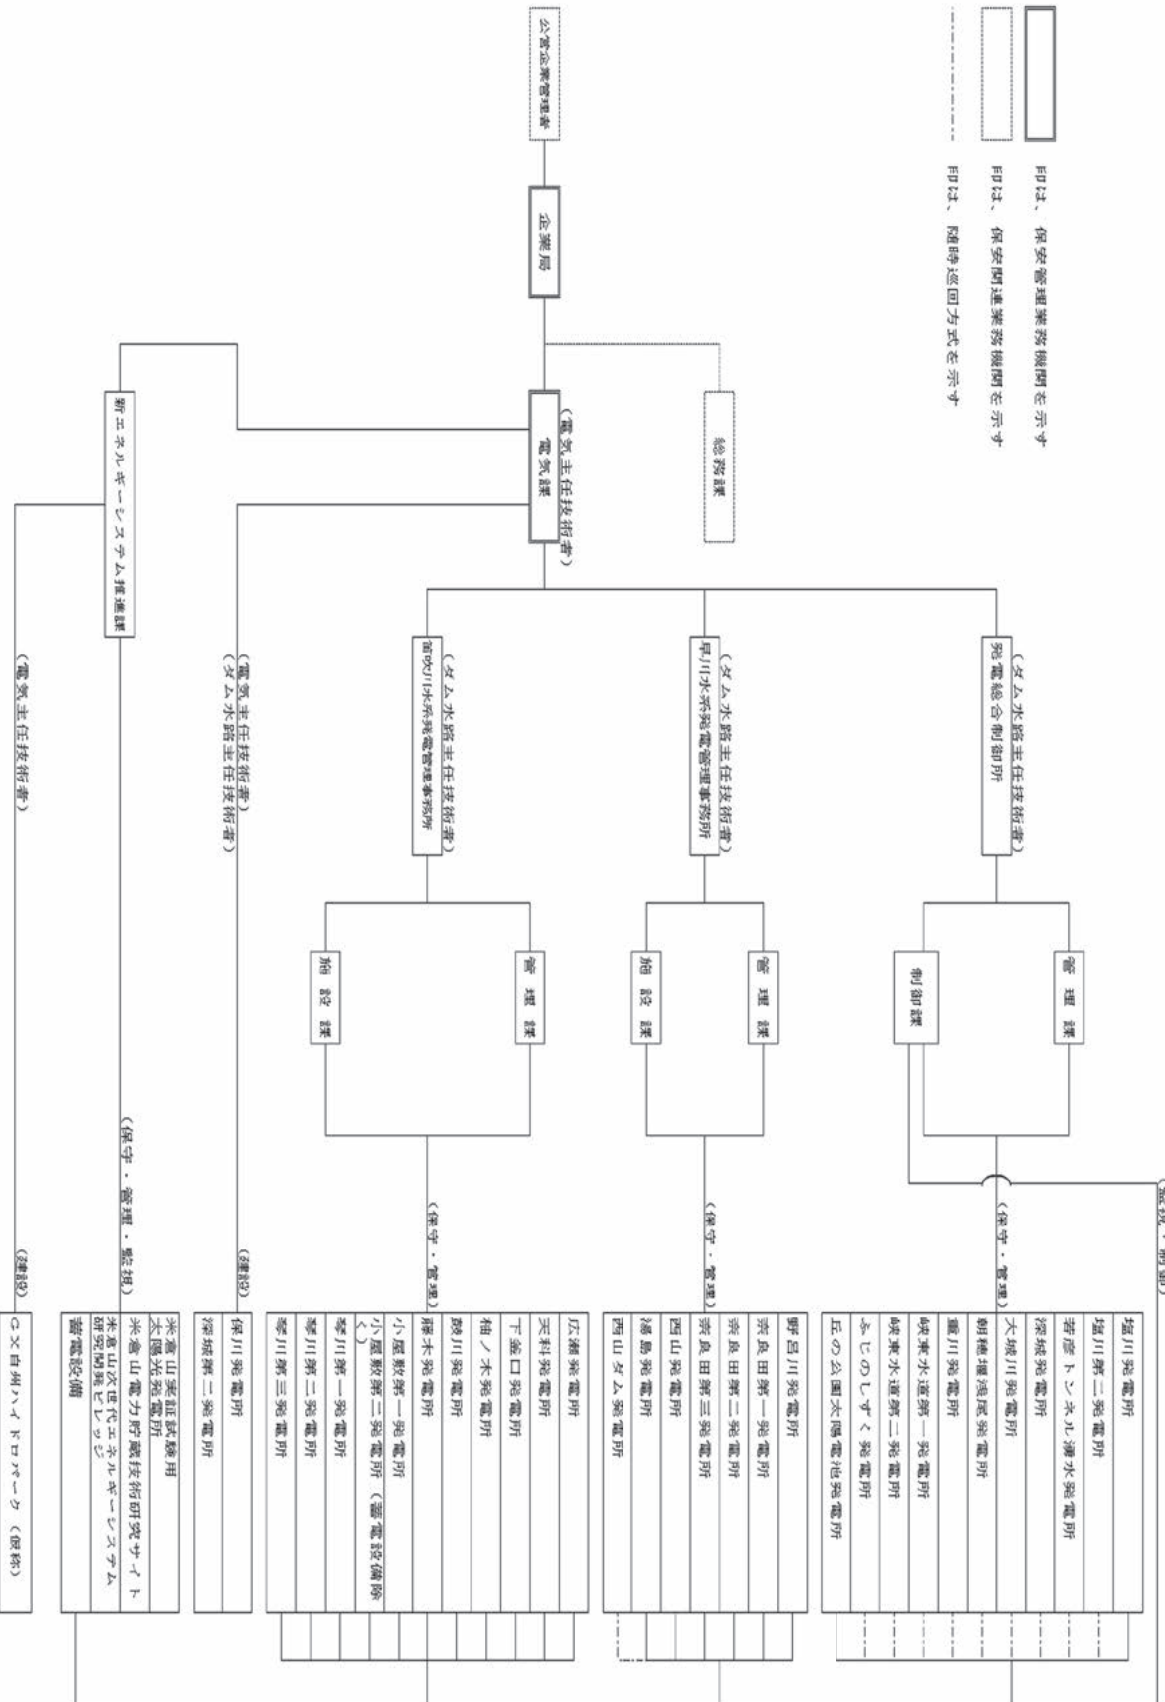 印は、保安管理業務機関を示す
印は、保安関連業務機関を示す
印は、随時巡回方式を示す
公営企業管理者
企業局
総務課
(電気主任技術者)
電気課
新エネルギーシステム推進課
(ダム水路主任技術者)
発電総合制御所
(ダム水路主任技術者)
早川水系発電管理事務所
(ダム水路主任技術者)
笛吹川水系発電管理事務所
(電気主任技術者)
(ダム水路主任技術者)
(電気主任技術者)
管理課
制御課
管理課
施設課
管理課
施設課
(監視・制御)
(保守・管理)
(保守・管理)
(保守・管理)
(建設)
(保守・管理・監視)
(建設)
塩川発電所
塩川第二発電所
若彦トンネル湧水発電所
深城発電所
大城川発電所
朝穂堰浅尾発電所
重川発電所
峡東水道第一発電所
峡東水道第二発電所
ふじのしずく発電所
丘の公園太陽電池発電所
野呂川発電所
奈良田第一発電所
奈良田第二発電所
奈良田第三発電所
西山発電所
湯島発電所
西山ダム発電所
広瀬発電所
天科発電所
下釜口発電所
柚ノ木発電所
鼓川発電所
藤木発電所
小屋敷第一発電所
小屋敷第二発電所(蓄電設備除
く)
琴川第一発電所
琴川第二発電所
琴川第三発電所
保川発電所
深城第二発電所
米倉山実証試験用
太陽光発電所
米倉山電力貯蔵技術研究サイト
米倉山次世代エネルギーシステム
研究開発ビレッジ
蓄電設備
GX白州ハイドロパーク(仮称)